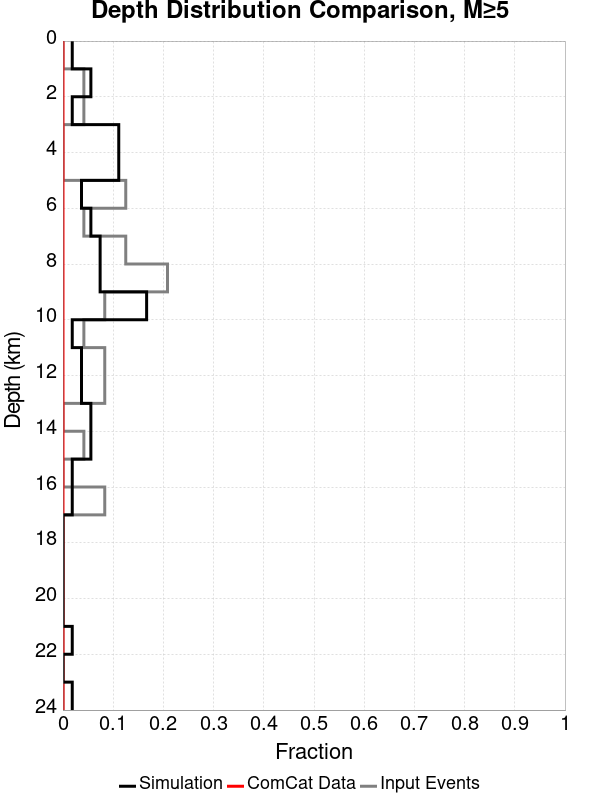 Depth Distribution Comparison, M≥5
0
2
4
6
8
10
12
14
16
18
20
22
24
Depth (km)
0 0.1 0.2 0.3 0.4 0.5 0.6 0.7 0.8 0.9 1
Fraction
Simulation ComCat Data Input Events